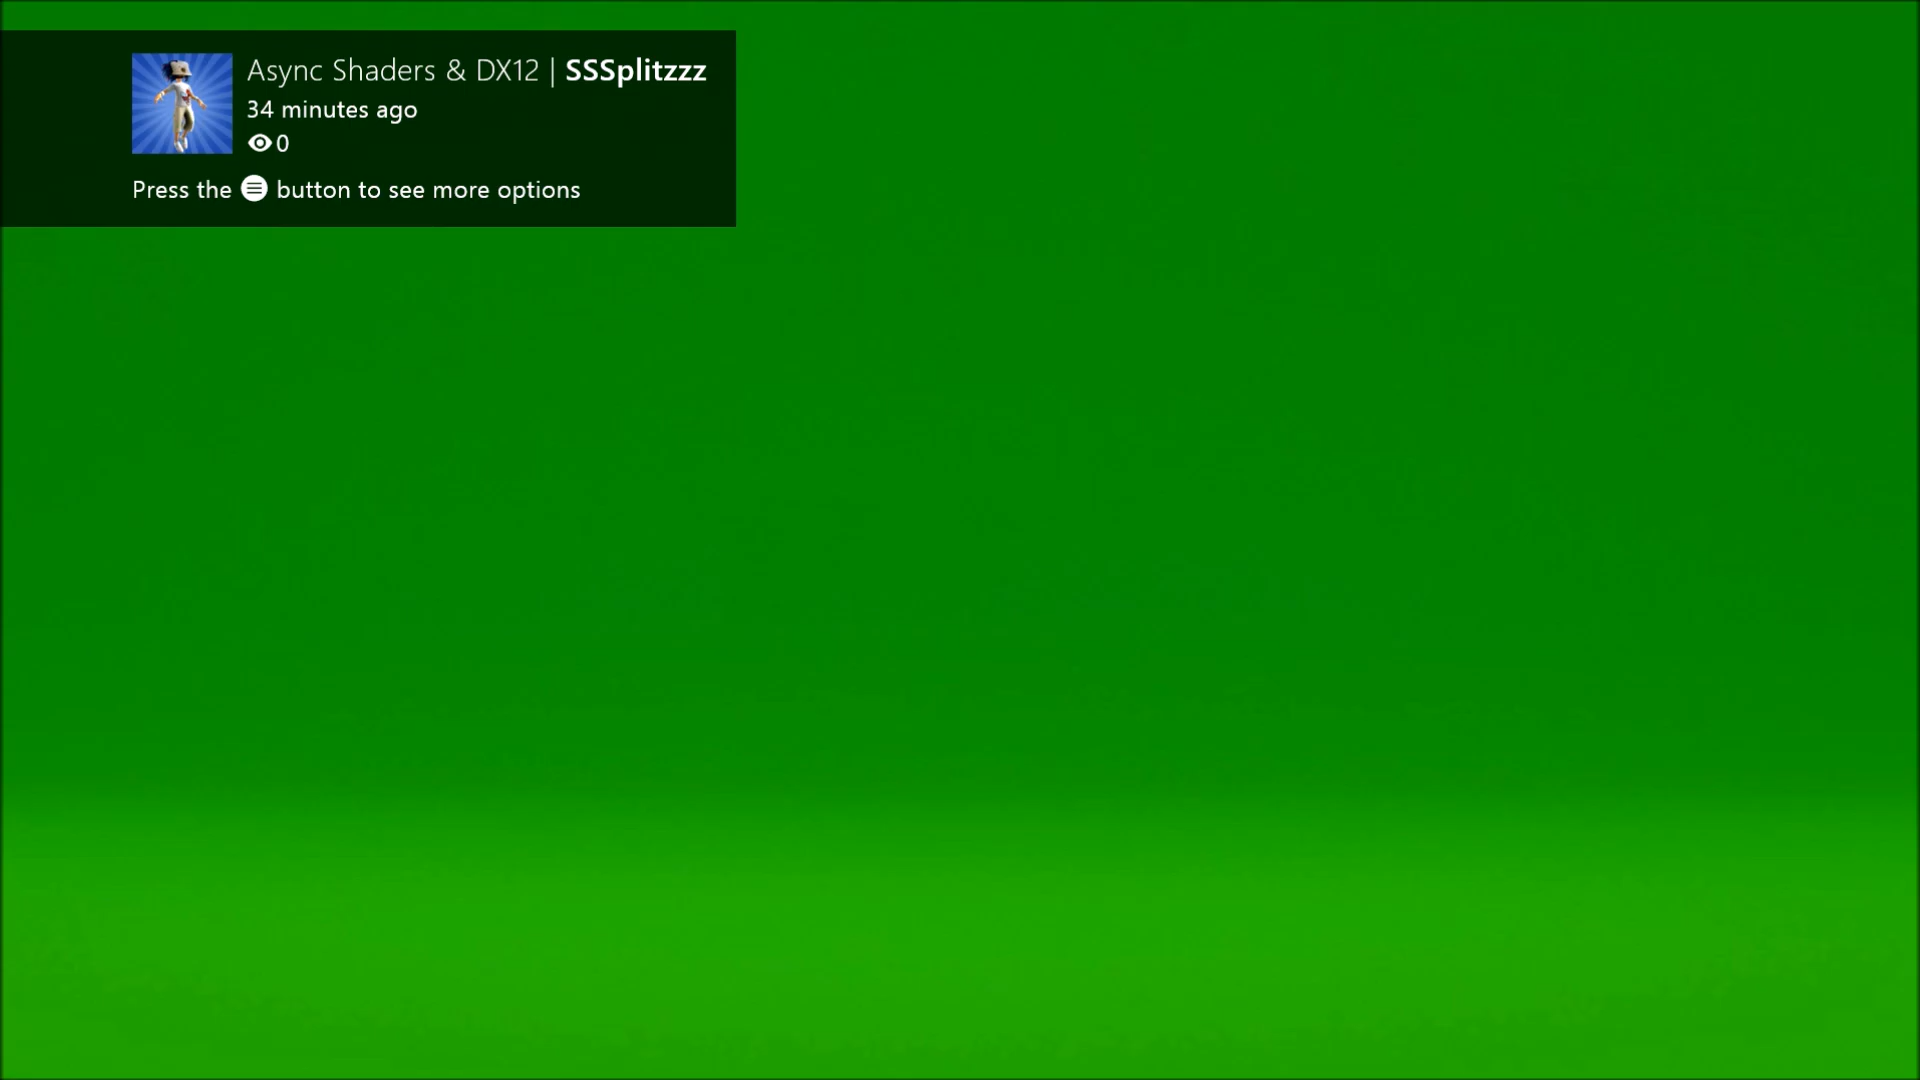 Async Shaders & DX12 | SSSplitzzz
34 minutes ago
0
Press the button to see more options